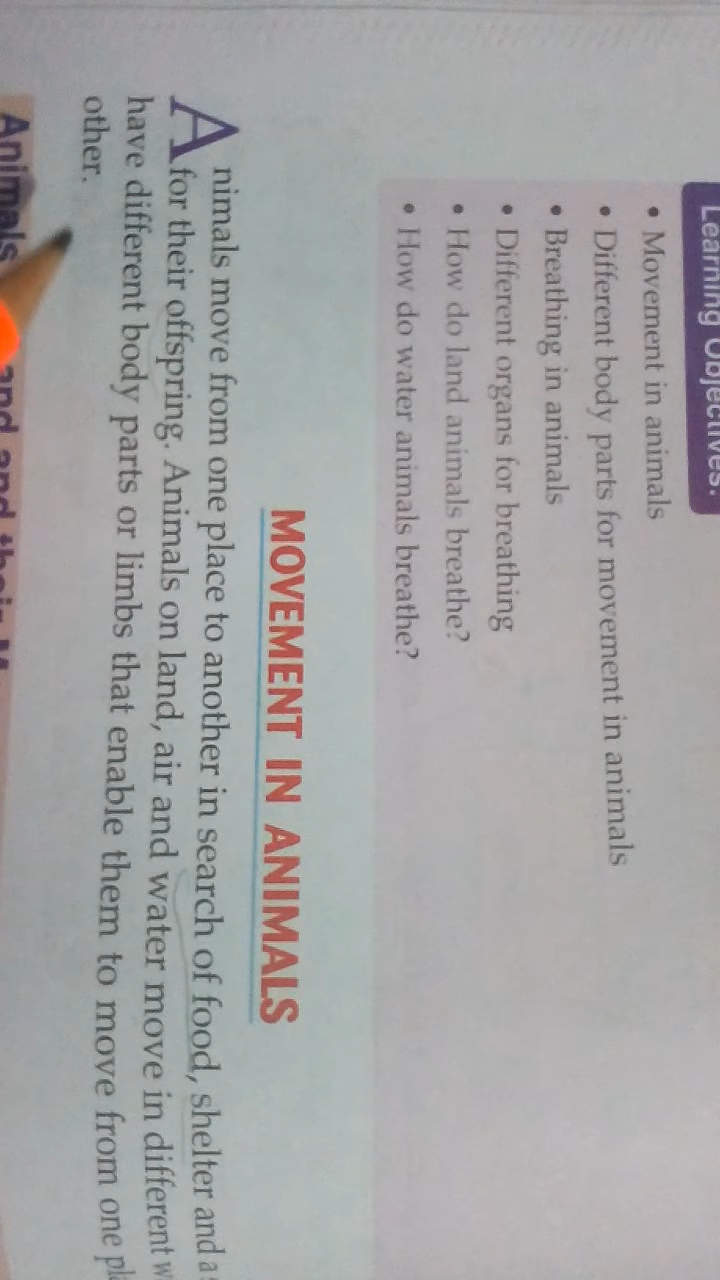 Learning Objectives:
• Movement in animals
• Different body parts for movement in animals
• Breathing in animals
• Different organs for breathing
• How do land animals breathe?
• How do water animals breathe?
MOVEMENT IN ANIMALS
Animals move from one place to another in search of food, shelter and
for their offspring. Animals on land, air and water move in different
have different body parts or limbs that enable them to move from one
other.
Animals and their